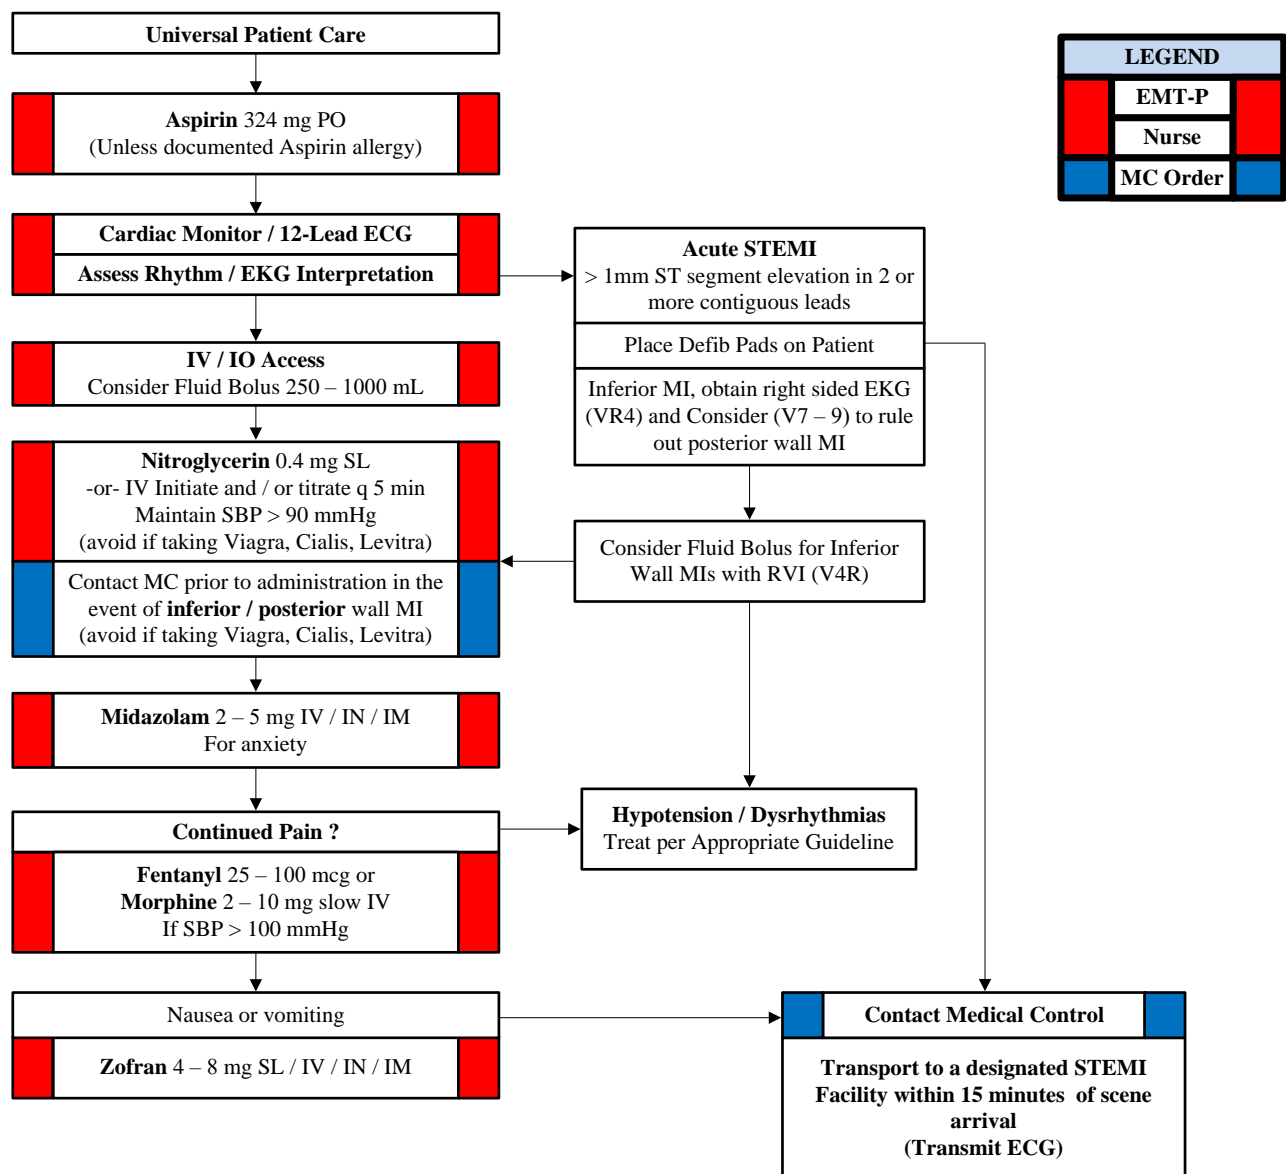 Universal Patient Care
LEGEND
EMT-P
Nurse
MC Order
Aspirin 324 mg PO
(Unless documented Aspirin allergy)
Cardiac Monitor / 12-Lead ECG
Assess Rhythm / EKG Interpretation
Acute STEMI
> 1mm ST segment elevation in 2 or
more contiguous leads
Place Defib Pads on Patient
Inferior MI, obtain right sided EKG
(VR4) and Consider (V7 – 9) to rule
out posterior wall MI
IV / IO Access
Consider Fluid Bolus 250 – 1000 mL
Nitroglycerin 0.4 mg SL
-or- IV Initiate and / or titrate q 5 min
Maintain SBP > 90 mmHg
(avoid if taking Viagra, Cialis, Levitra)
Contact MC prior to administration in the
event of inferior / posterior wall MI
(avoid if taking Viagra, Cialis, Levitra)
Consider Fluid Bolus for Inferior
Wall MIs with RVI (V4R)
Midazolam 2 – 5 mg IV / IN / IM
For anxiety
Continued Pain ?
Fentanyl 25 – 100 mcg or
Morphine 2 – 10 mg slow IV
If SBP > 100 mmHg
Hypotension / Dysrhythmias
Treat per Appropriate Guideline
Nausea or vomiting
Zofran 4 – 8 mg SL / IV / IN / IM
Contact Medical Control
Transport to a designated STEMI
Facility within 15 minutes of scene
arrival
(Transmit ECG)